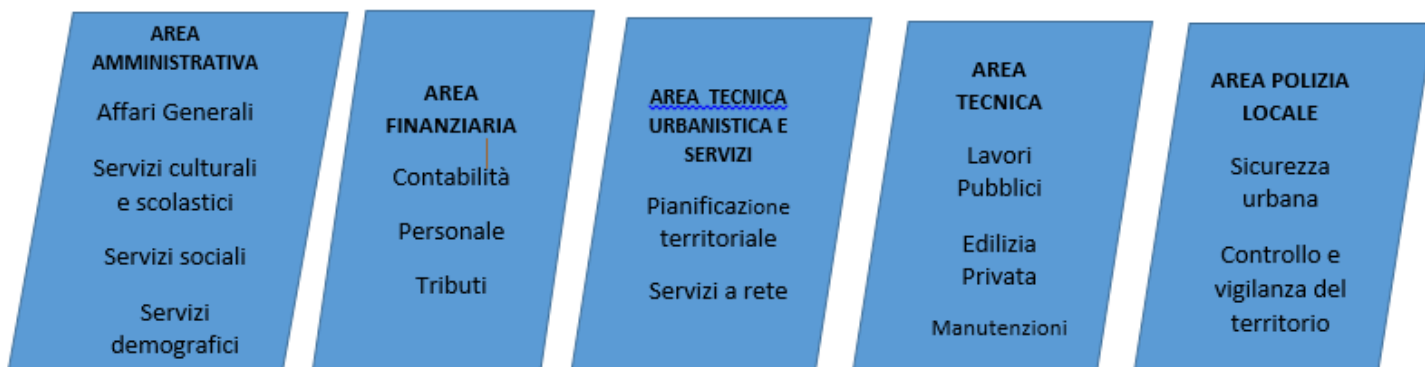 AREA
AMMINISTRATIVA
Affari Generali
Servizi culturali
e scolastici
Servizi sociali
Servizi
demografici
AREA
FINANZIARIA
Contabilità
Personale
Tributi
AREA TECNICA
URBANISTICA E
SERVIZI
Pianificazione
territoriale
Servizi a rete
AREA
TECNICA
Lavori
Pubblici
Edilizia
Privata
Manutenzioni
AREA POLIZIA
LOCALE
Sicurezza
urbana
Controllo e
vigilanza del
territorio